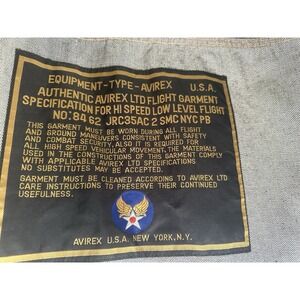 EQUIPMENT-TYPE-AVIREX U.S.A.
AUTHENTIC AVIREX LTD FLIGHT GARMENT
SPECIFICATION FOR HI SPEED LOW LEVEL FLIGHT
NO: 84 62 JRC35AC 2 SMC NYC PB
THIS GARMENT MUST BE WORN DURING ALL FLIGHT
AND GROUND MANEUVERS CONSISTENT WITH SAFETY
AND COMBAT SECURITY. ALSO IT IS REQUIRED FOR
ALL HIGH SPEED VEHICULAR MOVEMENT. THE MATERIALS
USED IN THE CONSTRUCTIONS OF THIS GARMENT COMPLY
WITH APPLICABLE AVIREX LTD SPECIFICATIONS
NO SUBSTITUTES MAY BE ACCEPTED.
GARMENT MUST BE CLEANED ACCORDING TO AVIREX LTD
CARE INSTRUCTIONS TO PRESERVE THEIR CONTINUED
USEFULNESS.
AVIREX U.S.A. NEW YORK, N.Y.